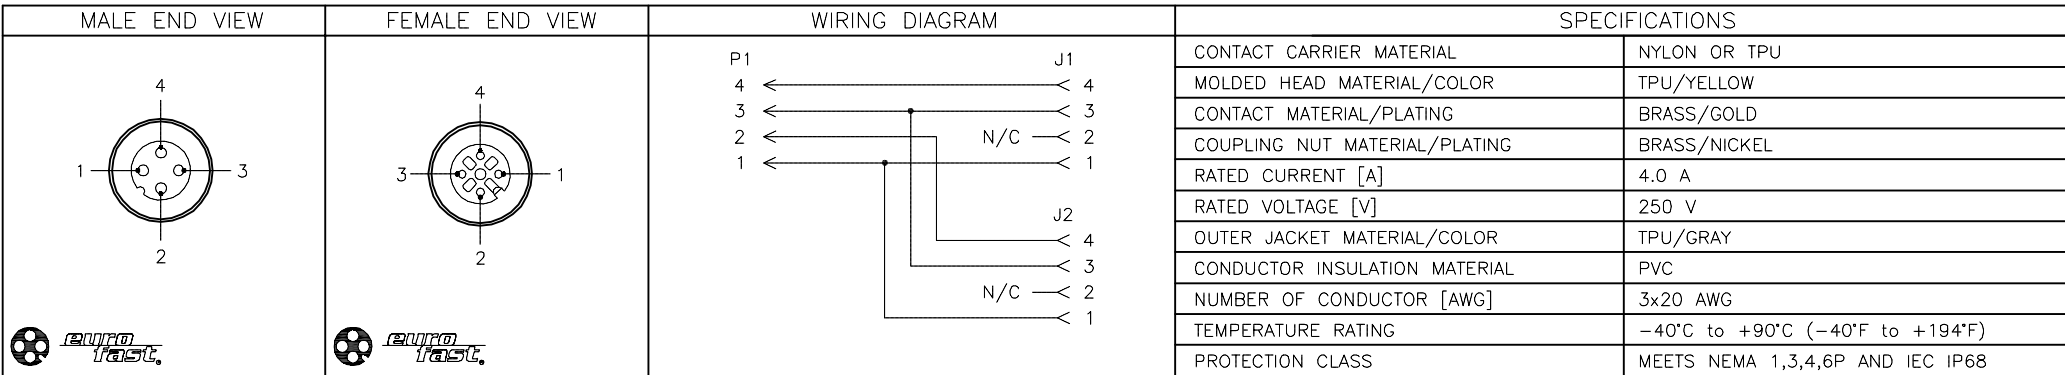 MALE END VIEW
4
1 3
2
euro
fast.
FEMALE END VIEW
4
3 1
2
euro
fast.
WIRING DIAGRAM
P1 J1
4 4
3 3
2 N/C 2
1 1
J2
4
3
N/C 2
1
SPECIFICATIONS
CONTACT CARRIER MATERIAL NYLON OR TPU
MOLDED HEAD MATERIAL/COLOR TPU/YELLOW
CONTACT MATERIAL/PLATING BRASS/GOLD
COUPLING NUT MATERIAL/PLATING BRASS/NICKEL
RATED CURRENT [A] 4.0 A
RATED VOLTAGE [V] 250 V
OUTER JACKET MATERIAL/COLOR TPU/GRAY
CONDUCTOR INSULATION MATERIAL PVC
NUMBER OF CONDUCTOR [AWG] 3x20 AWG
TEMPERATURE RATING −40°C to +90°C (−40°F to +194°F)
PROTECTION CLASS MEETS NEMA 1,3,4,6P AND IEC IP68